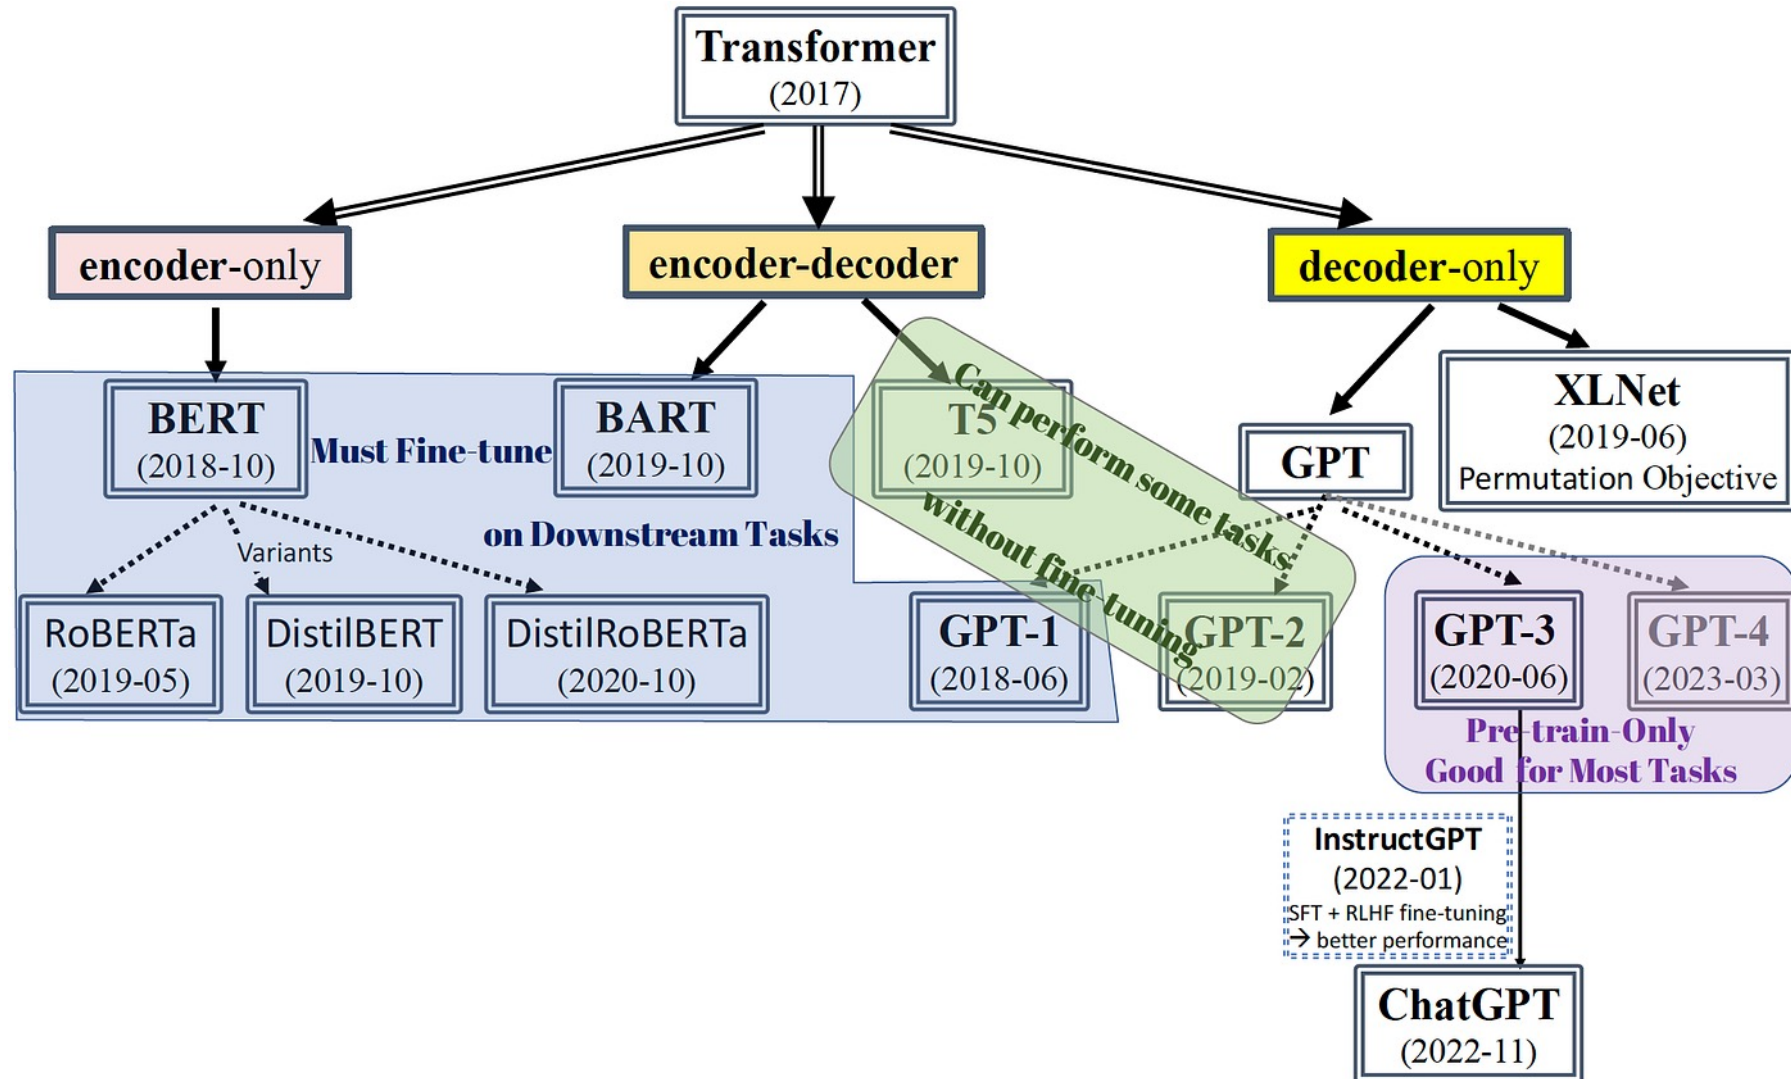 Transformer
(2017)
encoder-only
encoder-decoder
decoder-only
BERT
(2018-10)
Must Fine-tune
on Downstream Tasks
BART
(2019-10)
T5
(2019-10)
Can perform some tasks
without fine-tuning
GPT
XLNet
(2019-06)
Permutation Objective
Variants
RoBERTa
(2019-05)
DistilBERT
(2019-10)
DistilRoBERTa
(2020-10)
GPT-1
(2018-06)
GPT-2
(2019-02)
GPT-3
(2020-06)
GPT-4
(2023-03)
Pre-train-Only
Good for Most Tasks
InstructGPT
(2022-01)
SFT + RLHF fine-tuning
→ better performance
ChatGPT
(2022-11)